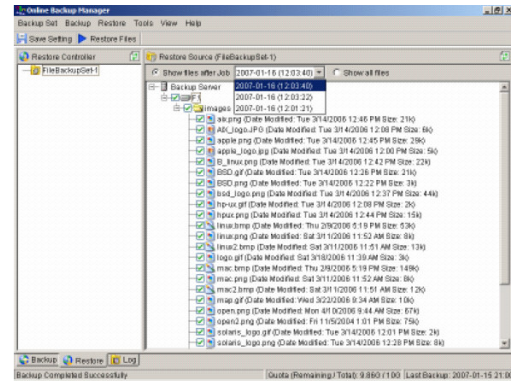 Online Backup Manager
Backup Set Backup Restore Tools View Help
Save Setting Restore Files
Restore Controller
Restore Source (FileBackupSet-1)
FileBackupSet-1
Show files after Job 2007-01-16 (12:03:40) Show all files
2007-01-16 (12:03:40)
2007-01-16 (12:03:22)
2007-01-16 (12:01:21)
Backup Server
F:\
images
aix.png (Date Modified: Tue 3/14/2006 12:46 PM Size: 21k)
AIX_logo.JPG (Date Modified: Tue 3/14/2006 12:08 PM Size: 6k)
apple.png (Date Modified: Tue 3/14/2006 12:45 PM Size: 29k)
apple_logo.jpg (Date Modified: Tue 3/14/2006 12:00 PM Size: 5k)
B_linux.png (Date Modified: Tue 3/14/2006 12:42 PM Size: 22k)
BSD.gif (Date Modified: Tue 3/14/2006 12:26 PM Size: 21k)
BSD.png (Date Modified: Tue 3/14/2006 12:22 PM Size: 3k)
bsd_logo.png (Date Modified: Tue 3/14/2006 12:37 PM Size: 44k)
hp-ux.gif (Date Modified: Tue 3/14/2006 12:08 PM Size: 2k)
hpux.png (Date Modified: Tue 3/14/2006 12:44 PM Size: 15k)
linux.bmp (Date Modified: Thu 2/9/2006 5:19 PM Size: 53k)
linux.png (Date Modified: Sat 3/11/2006 11:52 AM Size: 8k)
linux2.bmp (Date Modified: Sat 3/11/2006 11:51 AM Size: 13k)
logo.gif (Date Modified: Sat 3/18/2006 11:39 AM Size: 3k)
mac.bmp (Date Modified: Thu 2/9/2006 5:19 PM Size: 149k)
mac.png (Date Modified: Sat 3/11/2006 11:52 AM Size: 8k)
mac2.bmp (Date Modified: Sat 3/11/2006 11:51 AM Size: 12k)
map.gif (Date Modified: Wed 3/22/2006 9:34 AM Size: 10k)
open.png (Date Modified: Mon 4/10/2006 9:44 AM Size: 67k)
open2.png (Date Modified: Fri 11/5/2004 1:01 PM Size: 75k)
solaris_logo.gif (Date Modified: Tue 3/14/2006 12:01 PM Size: 2k)
solaris_logo.png (Date Modified: Tue 3/14/2006 12:28 PM Size: 8k)
Backup Restore Log
Backup Completed Successfully
Quota (Remaining / Total): 9.860 / 100 Last Backup: 2007-01-15 21:0